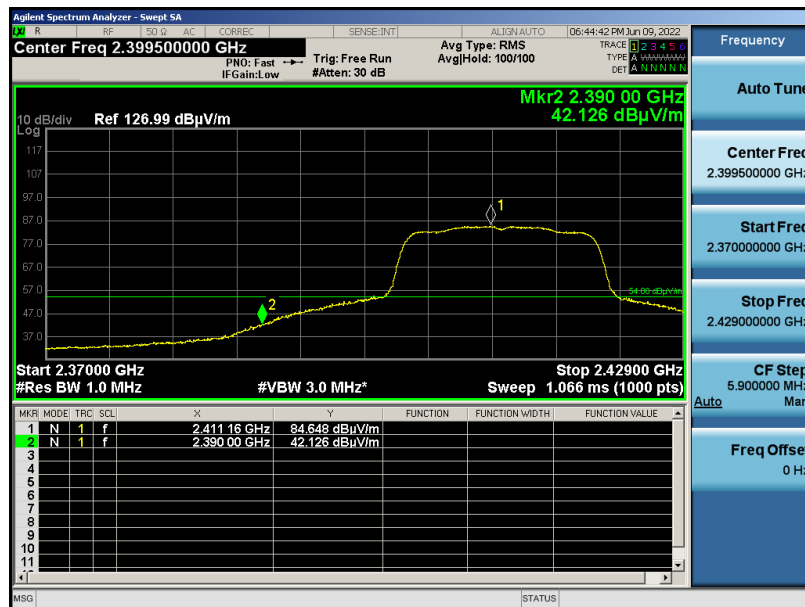 Agilent Spectrum Analyzer - Swept SA
LXI R RF 50 Ω AC CORREC SENSE:INT ALIGN AUTO 06:44:42 PM Jun 09, 2022
Center Freq 2.399500000 GHz
PNO: Fast
IFGain:Low
Trig: Free Run
#Atten: 30 dB
Avg Type: RMS
Avg|Hold: 100/100
TRACE 1 2 3 4 5 6
TYPE A WWWWW
DET A N N N N N
Mkr2 2.390 00 GHz
42.126 dBµV/m
10 dB/div Ref 126.99 dBµV/m
Log
117
107
97.0
87.0
77.0
67.0
57.0
47.0
37.0
1
2
54.00 dBµV/m
Start 2.37000 GHz Stop 2.42900 GHz
#Res BW 1.0 MHz #VBW 3.0 MHz* Sweep 1.066 ms (1000 pts)
MKR MODE TRC SCL X Y FUNCTION FUNCTION WIDTH FUNCTION VALUE
1 N 1 f 2.411 16 GHz 84.648 dBµV/m
2 N 1 f 2.390 00 GHz 42.126 dBµV/m
3
4
5
6
7
8
9
10
11
MSG STATUS
Frequency
Auto Tune
Center Freq
2.399500000 GHz
Start Freq
2.370000000 GHz
Stop Freq
2.429000000 GHz
CF Step
5.900000 MHz
Auto Man
Freq Offset
0 Hz